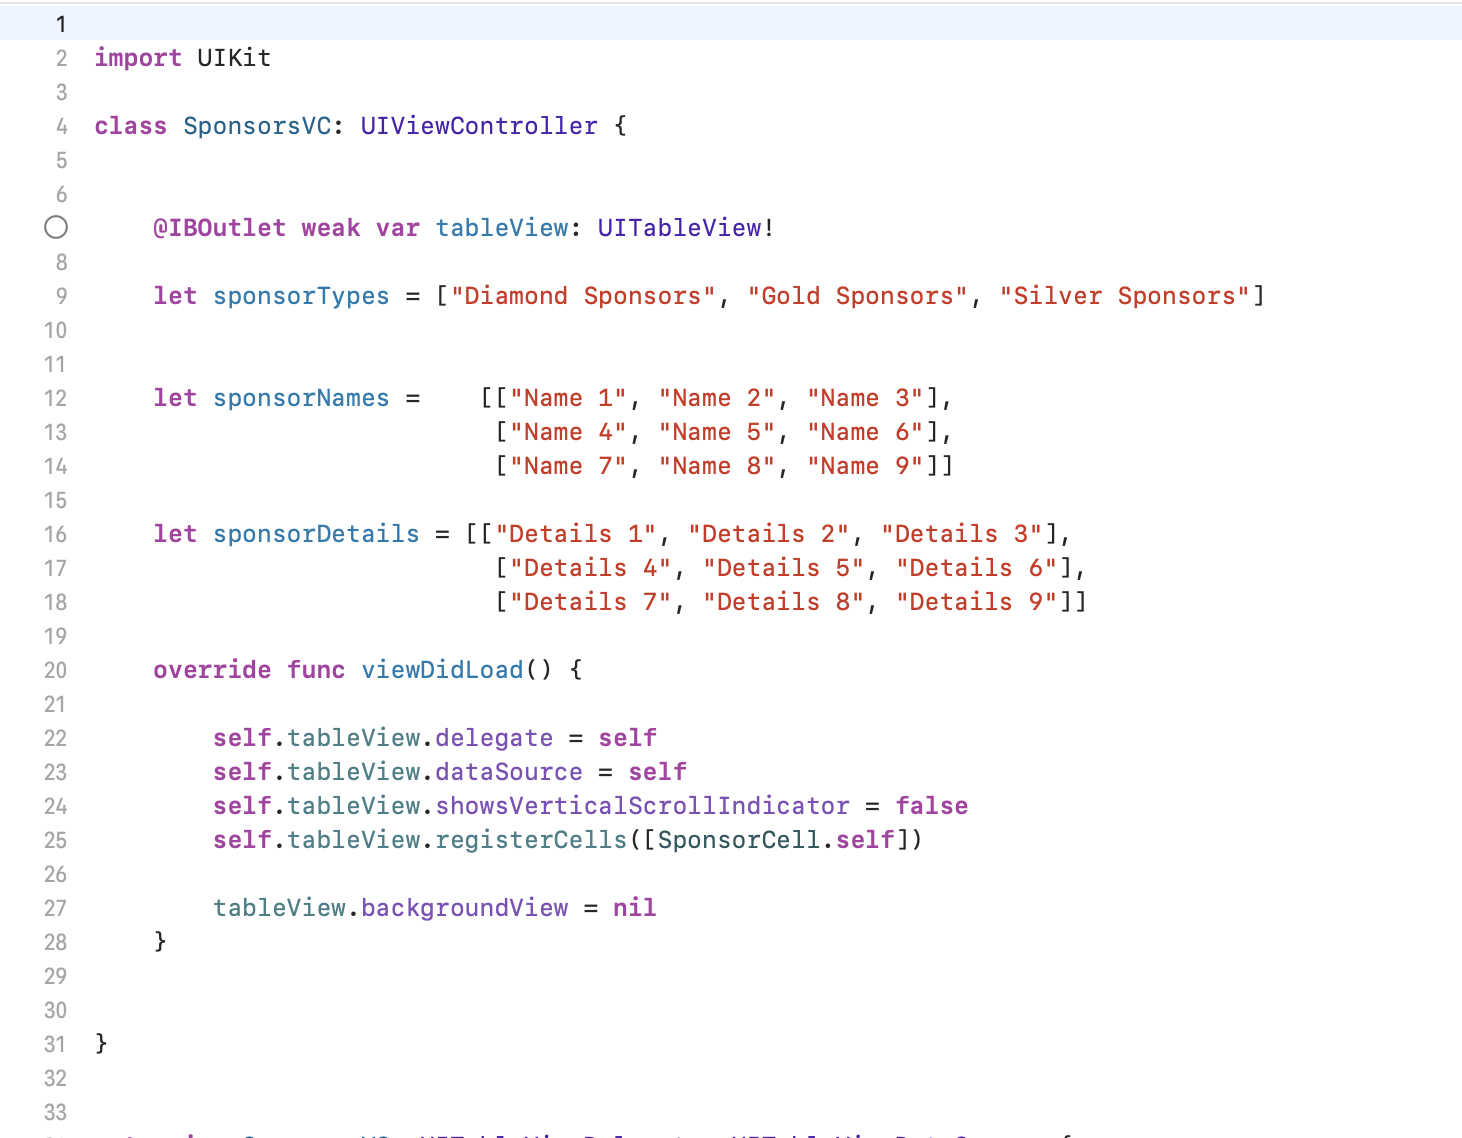 1
2 import UIKit
3
4 class SponsorsVC: UIViewController {
5
6
@IBOutlet weak var tableView: UITableView!
8
9 let sponsorTypes = ["Diamond Sponsors", "Gold Sponsors", "Silver Sponsors"]
10
11
12 let sponsorNames =    [["Name 1", "Name 2", "Name 3"],
13 ["Name 4", "Name 5", "Name 6"],
14 ["Name 7", "Name 8", "Name 9"]]
15
16 let sponsorDetails = [["Details 1", "Details 2", "Details 3"],
17 ["Details 4", "Details 5", "Details 6"],
18 ["Details 7", "Details 8", "Details 9"]]
19
20 override func viewDidLoad() {
21
22 self.tableView.delegate = self
23 self.tableView.dataSource = self
24 self.tableView.showsVerticalScrollIndicator = false
25 self.tableView.registerCells([SponsorCell.self])
26
27 tableView.backgroundView = nil
28 }
29
30
31 }
32
33